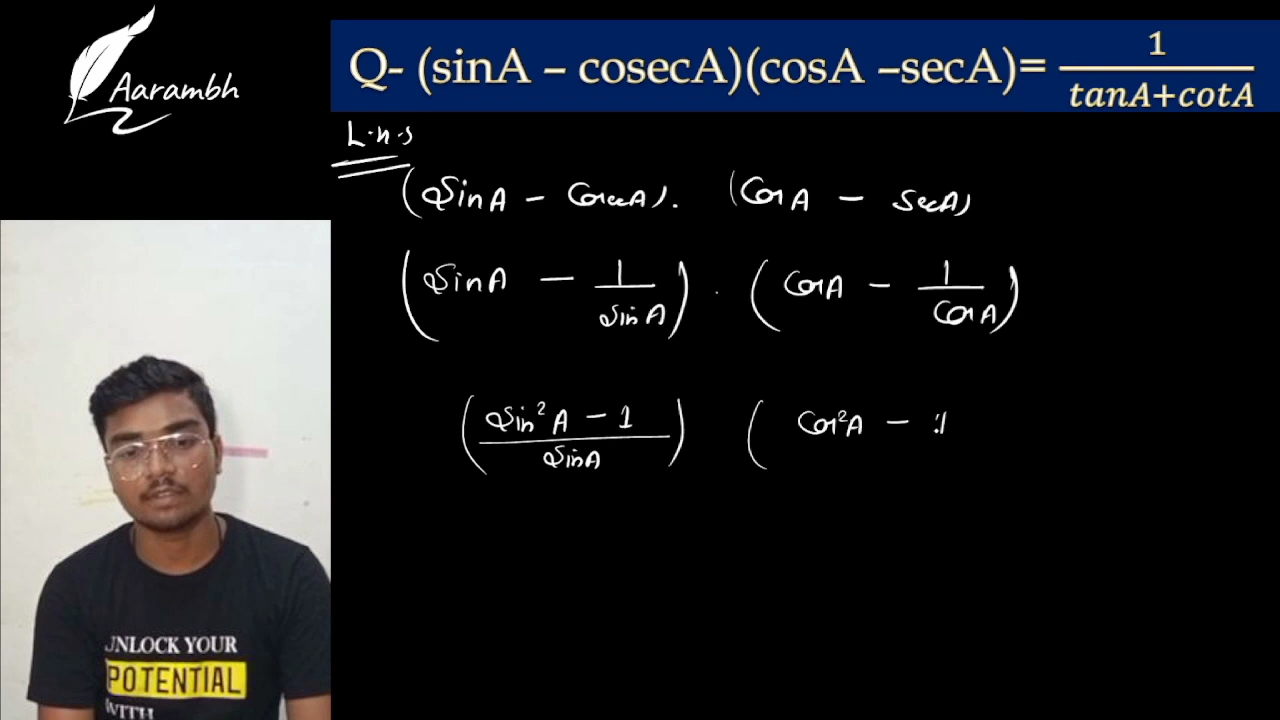 Aarambh
Q- (sinA – cosecA)(cosA –secA)= 1/(tanA+cotA)
L.H.S
(SinA - CosecA). (CosA - SecA)
(SinA - 1/SinA) . (CosA - 1/CosA)
((Sin²A - 1)/SinA) (Cos²A - 1
UNLOCK YOUR
POTENTIAL
WITH